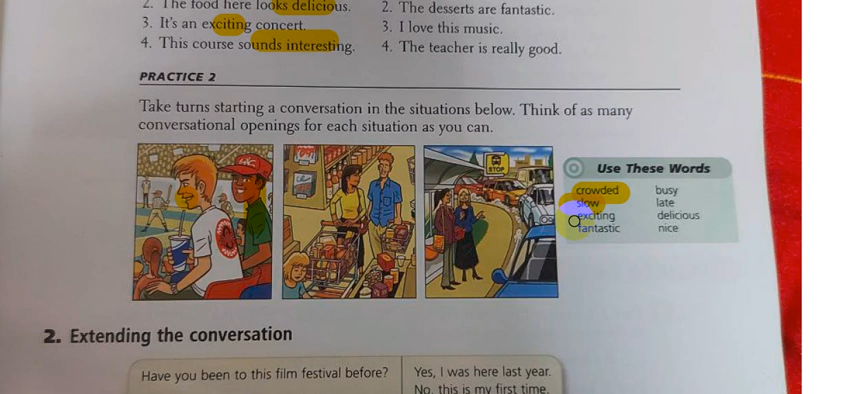 2. The food here looks delicious.
2. The desserts are fantastic.
3. It's an exciting concert.
3. I love this music.
4. This course sounds interesting.
4. The teacher is really good.
PRACTICE 2
Take turns starting a conversation in the situations below. Think of as many
conversational openings for each situation as you can.
STOP
Use These Words
crowded busy
slow late
exciting delicious
fantastic nice
2. Extending the conversation
Have you been to this film festival before?
Yes, I was here last year.
No, this is my first time.